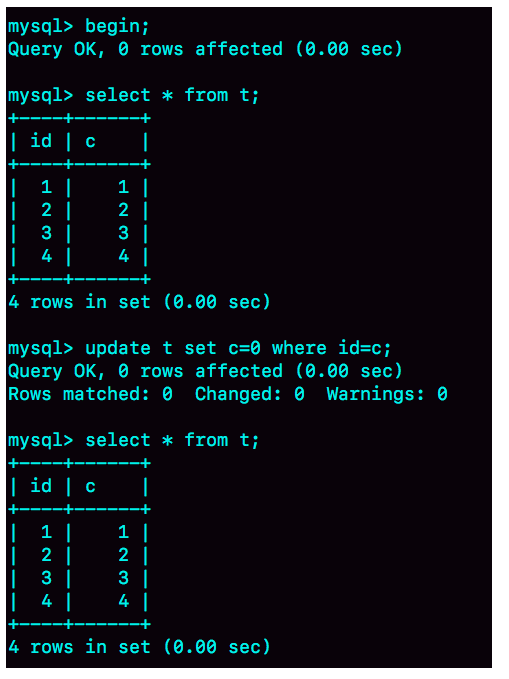 mysql> begin;
Query OK, 0 rows affected (0.00 sec)
mysql> select * from t;
+----+------+
| id | c    |
+----+------+
|  1 |    1 |
|  2 |    2 |
|  3 |    3 |
|  4 |    4 |
+----+------+
4 rows in set (0.00 sec)
mysql> update t set c=0 where id=c;
Query OK, 0 rows affected (0.00 sec)
Rows matched: 0  Changed: 0  Warnings: 0
mysql> select * from t;
+----+------+
| id | c    |
+----+------+
|  1 |    1 |
|  2 |    2 |
|  3 |    3 |
|  4 |    4 |
+----+------+
4 rows in set (0.00 sec)